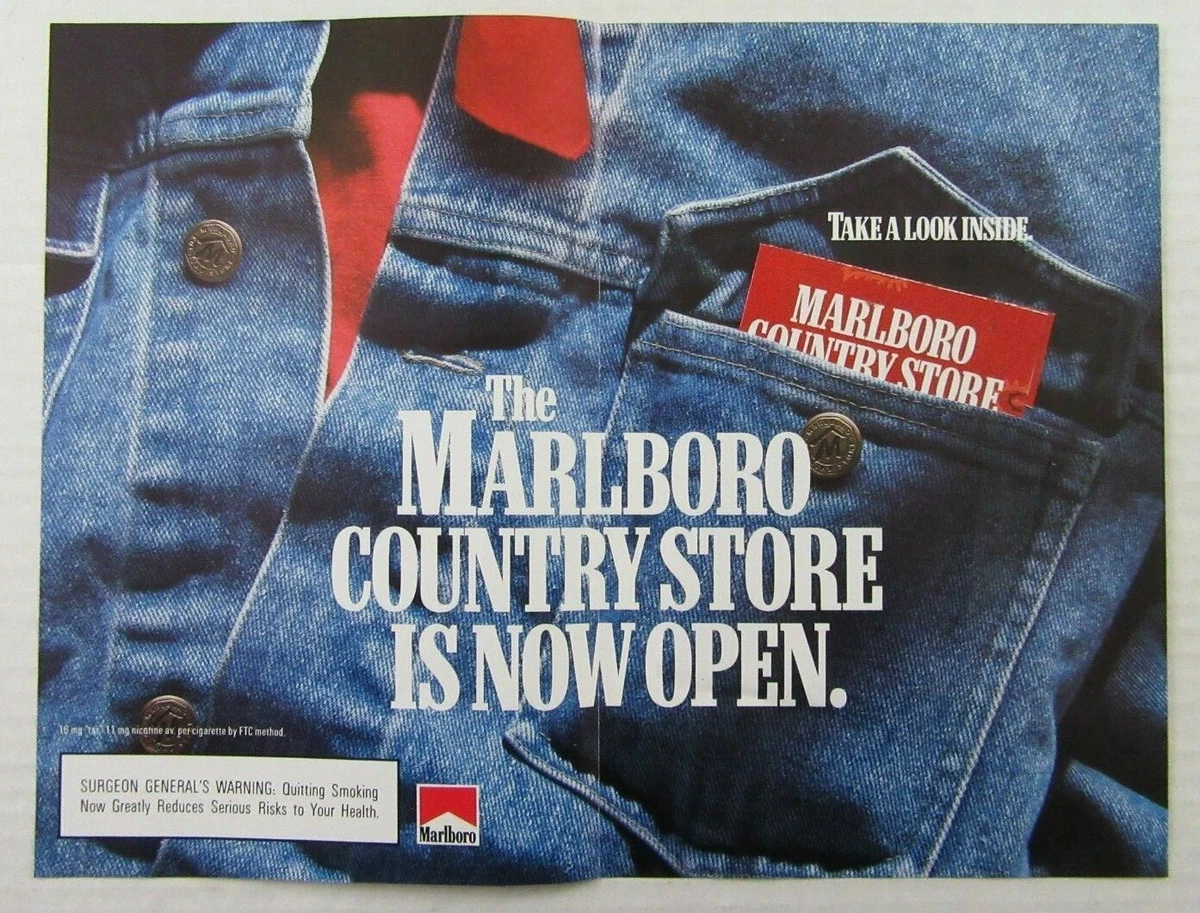 TAKE A LOOK INSIDE.
MARLBORO
COUNTRY STORE
The
MARLBORO
COUNTRY STORE
IS NOW OPEN.
16 mg "tar," 1.1 mg nicotine av. per cigarette by FTC method.
SURGEON GENERAL'S WARNING: Quitting Smoking
Now Greatly Reduces Serious Risks to Your Health.
Marlboro